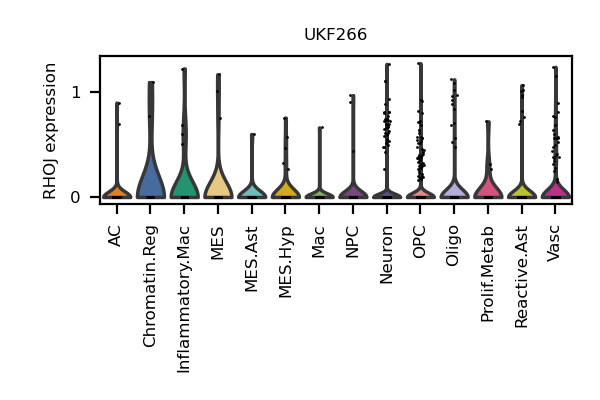 UKF266
RHOJ expression
1
0
AC
Chromatin.Reg
Inflammatory.Mac
MES
MES.Ast
MES.Hyp
Mac
NPC
Neuron
OPC
Oligo
Prolif.Metab
Reactive.Ast
Vasc